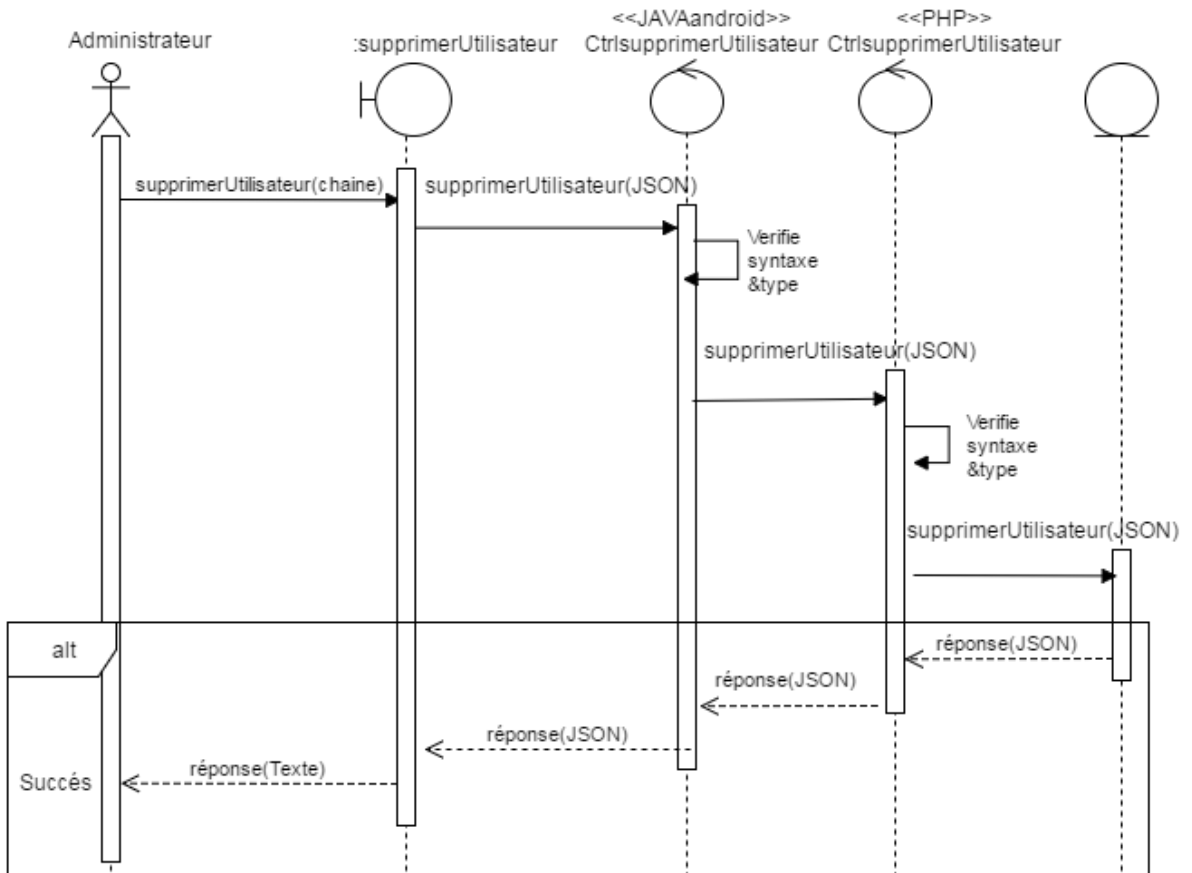 <<JAVAandroid>>
<<PHP>>
Administrateur
:supprimerUtilisateur
CtrlsupprimerUtilisateur
CtrlsupprimerUtilisateur
supprimerUtilisateur(chaine)
supprimerUtilisateur(JSON)
Verifie
syntaxe
&type
supprimerUtilisateur(JSON)
Verifie
syntaxe
&type
supprimerUtilisateur(JSON)
alt
réponse(JSON)
réponse(JSON)
réponse(JSON)
réponse(Texte)
Succés